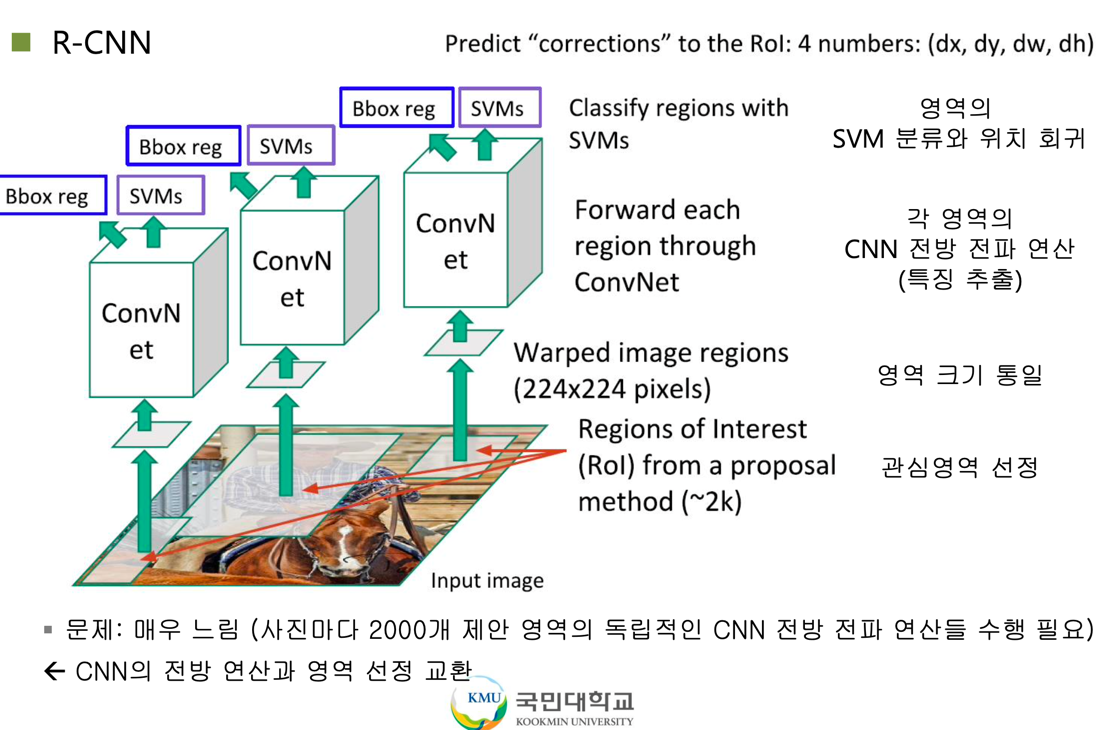 R-CNN
Predict “corrections” to the RoI: 4 numbers: (dx, dy, dw, dh)
Bbox reg
SVMs
Classify regions with
SVMs
영역의
SVM 분류와 위치 회귀
Bbox reg
SVMs
Bbox reg
SVMs
ConvN
et
ConvN
et
ConvN
et
Forward each
region through
ConvNet
각 영역의
CNN 전방 전파 연산
(특징 추출)
Warped image regions
(224x224 pixels)
영역 크기 통일
Regions of Interest
(RoI) from a proposal
method (~2k)
관심영역 선정
Input image
문제: 매우 느림 (사진마다 2000개 제안 영역의 독립적인 CNN 전방 전파 연산들 수행 필요)
← CNN의 전방 연산과 영역 선정 교환
KMU 국민대학교
KOOKMIN UNIVERSITY